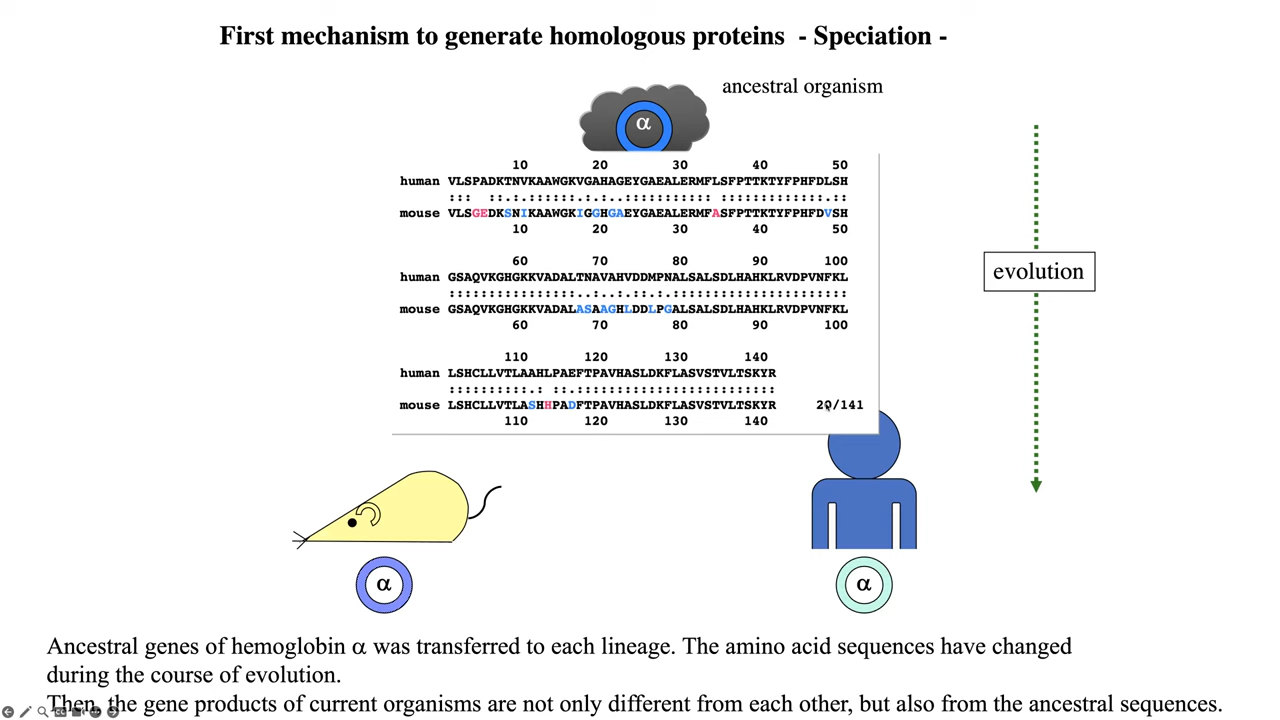 First mechanism to generate homologous proteins - Speciation -
ancestral organism
α
10 20 30 40 50
human VLSPADKTNVKAAWGKVGAHAGEYGAEALERMFLSFPTTKTYFPHFDLSH
:::  ::.:.::::::.:.:..::::::::::: :::::::::::::.::
mouse VLSGEDKSNIKAAWGKIGGHGAEYGAEALERMFASFPTTKTYFPHFDVSH
10 20 30 40 50
60 70 80 90 100
human GSAQVKGHGKKVADALTNAVAHVDDMPNALSALSDLHAHKLRVDPVNFKL
::::::::::::::::..:..:.::.:.::::::::::::::::::::::
mouse GSAQVKGHGKKVADALASAAGHLDDLPGALSALSDLHAHKLRVDPVNFKL
60 70 80 90 100
110 120 130 140
human LSHCLLVTLAAHLPAEFTPAVHASLDKFLASVSTVLTSKYR
::::::::::.: ::.:::::::::::::::::::::::::
mouse LSHCLLVTLASHHPADFTPAVHASLDKFLASVSTVLTSKYR 20/141
110 120 130 140
evolution
α
α
Ancestral genes of hemoglobin α was transferred to each lineage. The amino acid sequences have changed
during the course of evolution.
Then, the gene products of current organisms are not only different from each other, but also from the ancestral sequences.